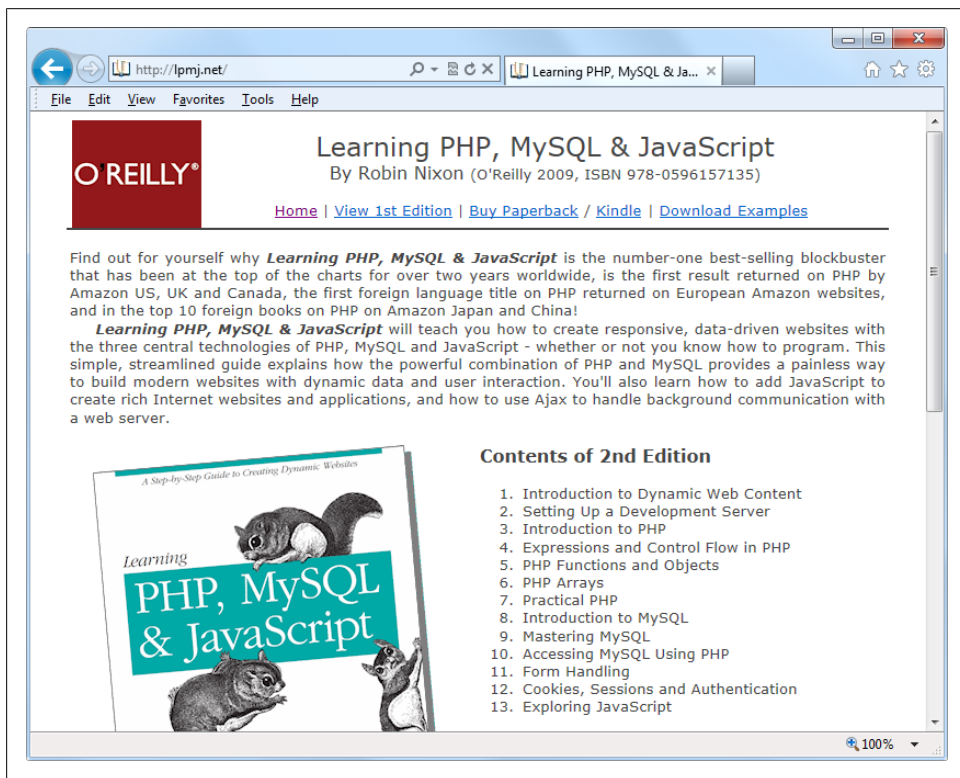 http://lpmj.net/
Learning PHP, MySQL & Ja...
File Edit View Favorites Tools Help
O'REILLY®
Learning PHP, MySQL & JavaScript
By Robin Nixon (O'Reilly 2009, ISBN 978-0596157135)
Home | View 1st Edition | Buy Paperback / Kindle | Download Examples
Find out for yourself why Learning PHP, MySQL & JavaScript is the number-one best-selling blockbuster
that has been at the top of the charts for over two years worldwide, is the first result returned on PHP by
Amazon US, UK and Canada, the first foreign language title on PHP returned on European Amazon websites,
and in the top 10 foreign books on PHP on Amazon Japan and China!
Learning PHP, MySQL & JavaScript will teach you how to create responsive, data-driven websites with
the three central technologies of PHP, MySQL and JavaScript - whether or not you know how to program. This
simple, streamlined guide explains how the powerful combination of PHP and MySQL provides a painless way
to build modern websites with dynamic data and user interaction. You'll also learn how to add JavaScript to
create rich Internet websites and applications, and how to use Ajax to handle background communication with
a web server.
A Step-by-Step Guide to Creating Dynamic Websites
Learning
PHP, MySQL
& JavaScript
Contents of 2nd Edition
1. Introduction to Dynamic Web Content
2. Setting Up a Development Server
3. Introduction to PHP
4. Expressions and Control Flow in PHP
5. PHP Functions and Objects
6. PHP Arrays
7. Practical PHP
8. Introduction to MySQL
9. Mastering MySQL
10. Accessing MySQL Using PHP
11. Form Handling
12. Cookies, Sessions and Authentication
13. Exploring JavaScript
100%